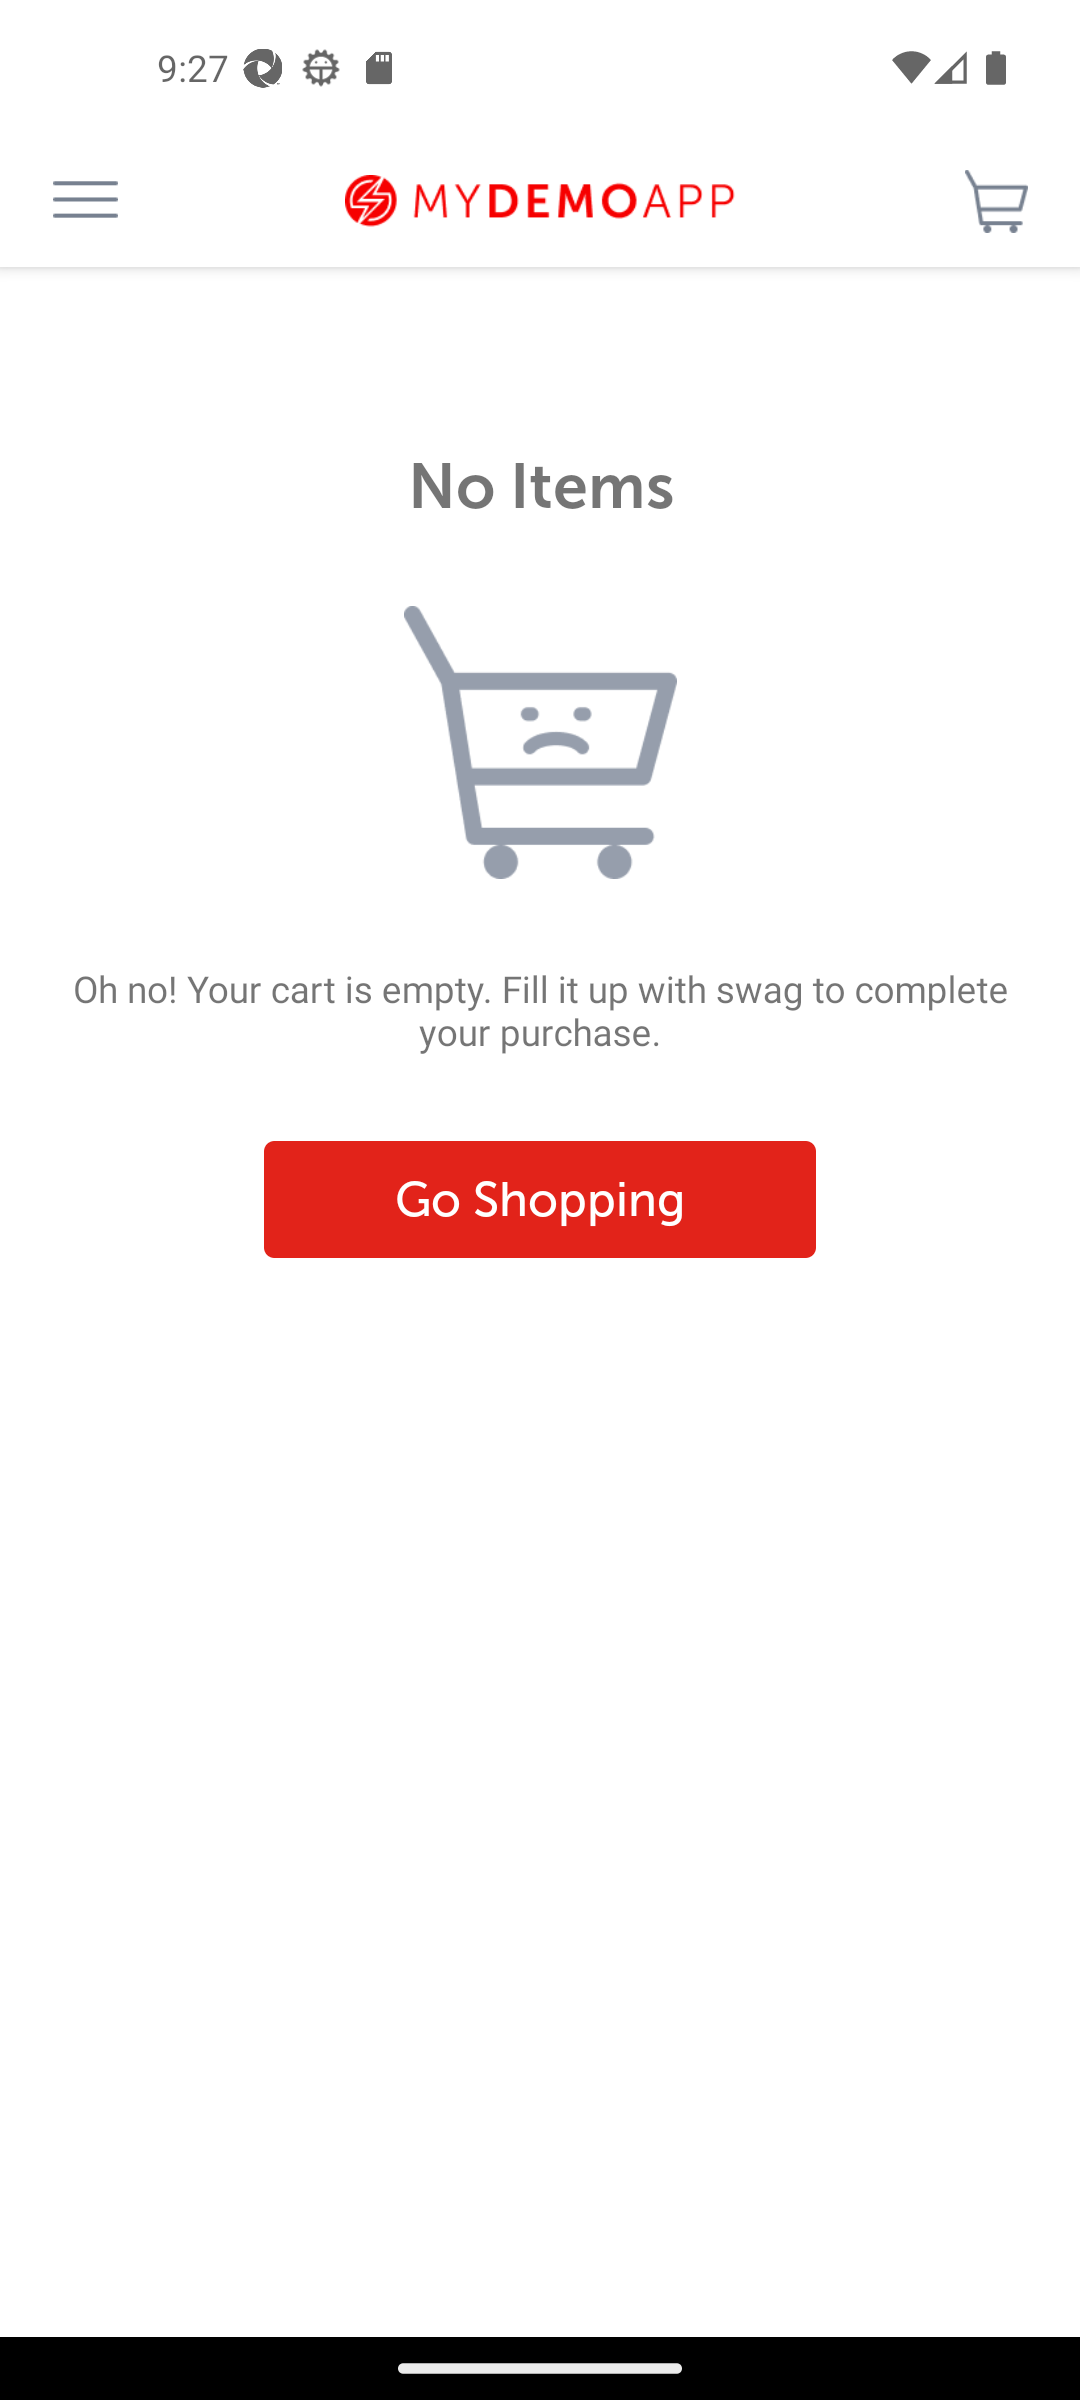 9:27
MYDEMOAPP
No Items
Oh no! Your cart is empty. Fill it up with swag to complete
your purchase.
Go Shopping